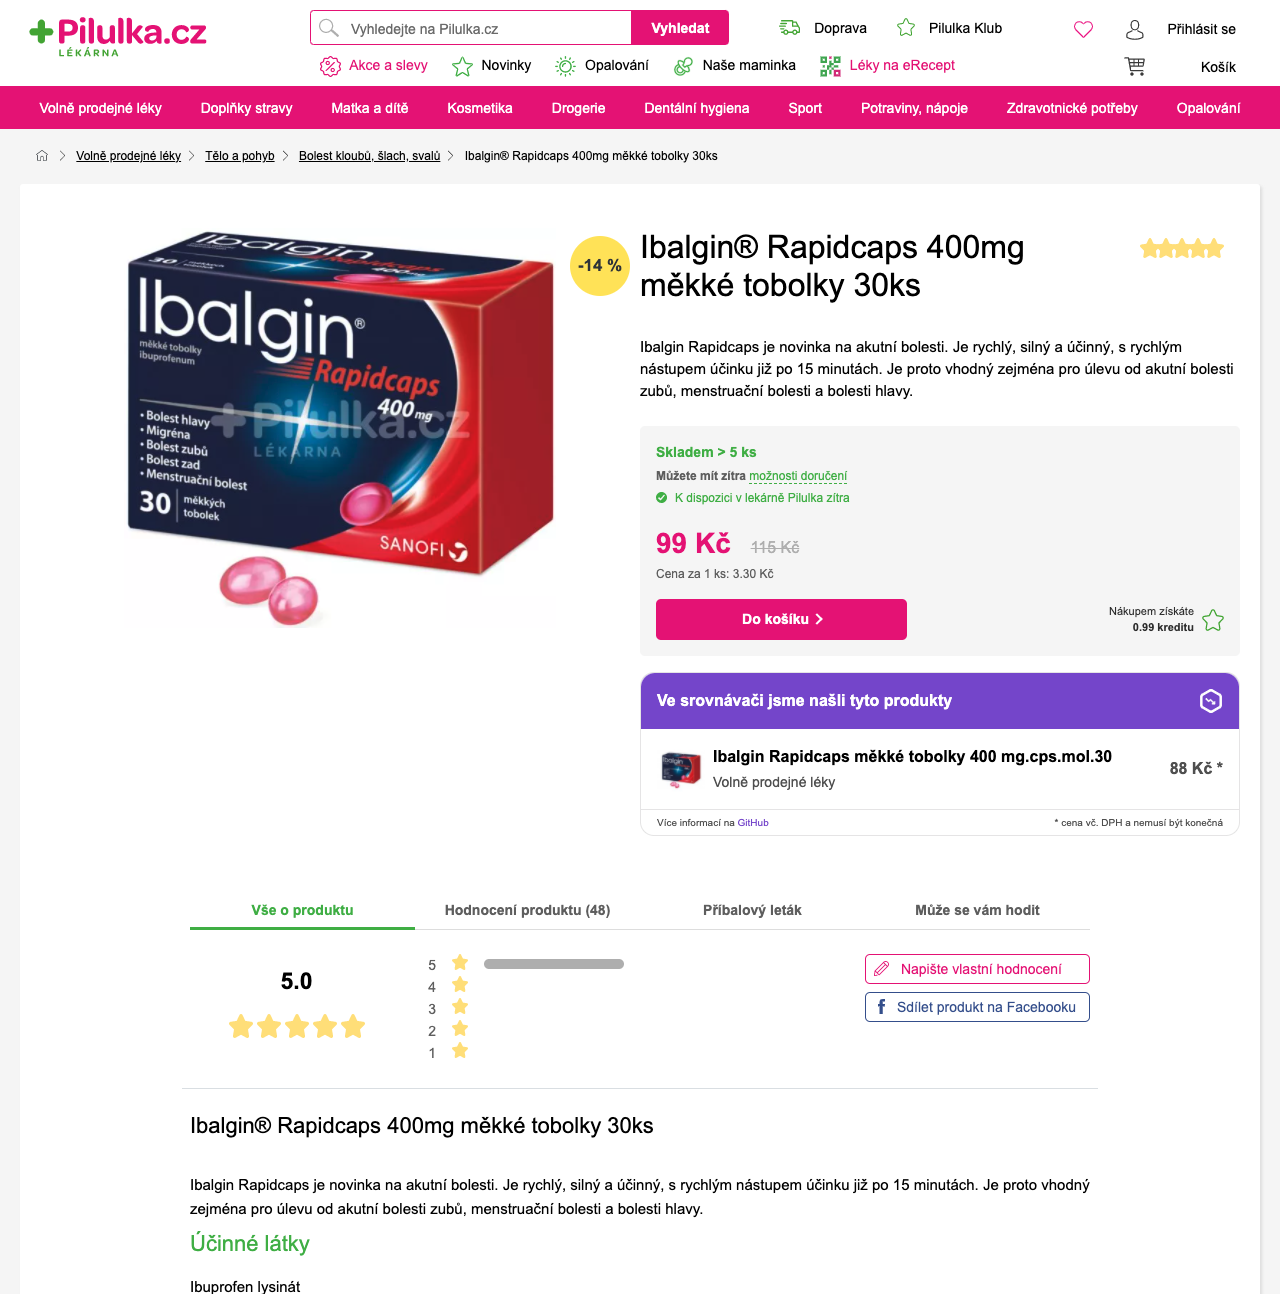 Pilulka.cz
LÉKÁRNA
Vyhledejte na Pilulka.cz
Vyhledat
Doprava
Pilulka Klub
Přihlásit se
Akce a slevy
Novinky
Opalování
Naše maminka
Léky na eRecept
Košík
Volně prodejné léky
Doplňky stravy
Matka a dítě
Kosmetika
Drogerie
Dentální hygiena
Sport
Potraviny, nápoje
Zdravotnické potřeby
Opalování
Volně prodejné léky
Tělo a pohyb
Bolest kloubů, šlach, svalů
Ibalgin® Rapidcaps 400mg měkké tobolky 30ks
Ibalgin®
měkké tobolky
ibuprofenum
Rapidcaps
400 mg
Pilulka.cz
LÉKÁRNA
• Bolest hlavy
• Migréna
• Bolest zubů
• Bolest zad
• Menstruační bolest
30 měkkých
tobolek
SANOFI
-14 %
Ibalgin® Rapidcaps 400mg
měkké tobolky 30ks
Ibalgin Rapidcaps je novinka na akutní bolesti. Je rychlý, silný a účinný, s rychlým
nástupem účinku již po 15 minutách. Je proto vhodný zejména pro úlevu od akutní bolesti
zubů, menstruační bolesti a bolesti hlavy.
Skladem > 5 ks
Můžete mít zítra možnosti doručení
K dispozici v lekárně Pilulka zítra
99 Kč 115 Kč
Cena za 1 ks: 3.30 Kč
Do košíku
Nákupem získáte
0.99 kreditu
Ve srovnávači jsme našli tyto produkty
Ibalgin Rapidcaps měkké tobolky 400 mg.cps.mol.30
Volně prodejné léky
88 Kč *
Více informací na GitHub
* cena vč. DPH a nemusí být konečná
Vše o produktu
Hodnocení produktu (48)
Příbalový leták
Může se vám hodit
5.0
5
4
3
2
1
Napište vlastní hodnocení
Sdílet produkt na Facebooku
Ibalgin® Rapidcaps 400mg měkké tobolky 30ks
Ibalgin Rapidcaps je novinka na akutní bolesti. Je rychlý, silný a účinný, s rychlým nástupem účinku již po 15 minutách. Je proto vhodný
zejména pro úlevu od akutní bolesti zubů, menstruační bolesti a bolesti hlavy.
Účinné látky
Ibuprofen lysinát